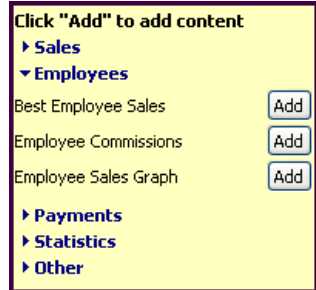 Click "Add" to add content
Sales
Employees
Best Employee Sales Add
Employee Commissions Add
Employee Sales Graph Add
Payments
Statistics
Other